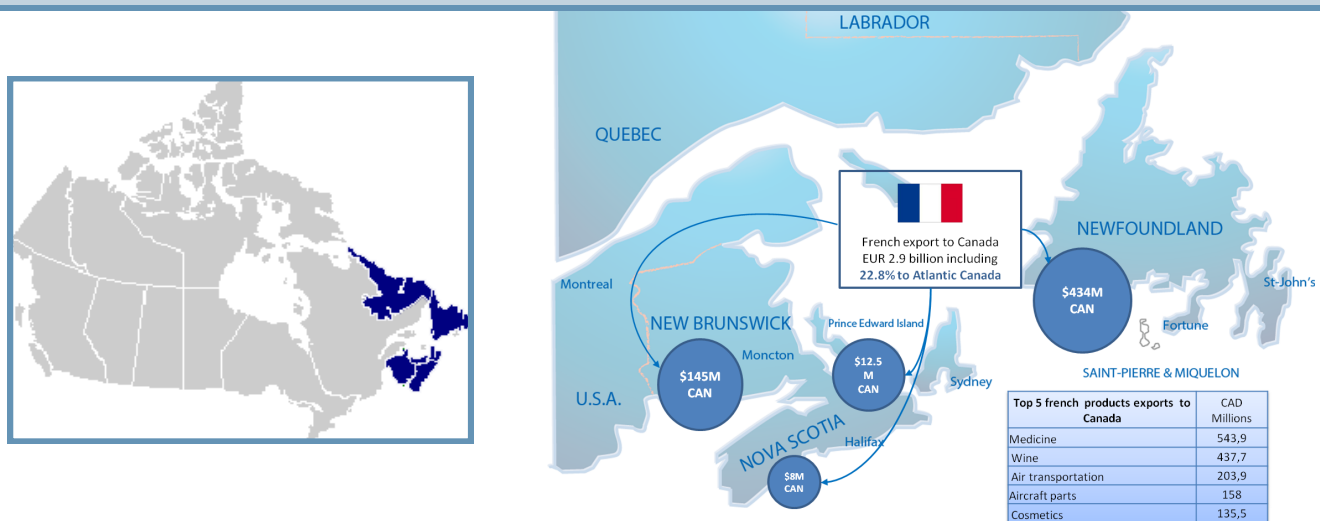 LABRADOR
QUEBEC
French export to Canada
EUR 2.9 billion including
22.8% to Atlantic Canada
NEWFOUNDLAND
Montreal
St-John's
$434M
CAN
NEW BRUNSWICK
Prince Edward Island
Fortune
Moncton
$145M
CAN
$12.5
M
CAN
Sydney
SAINT-PIERRE & MIQUELON
U.S.A.
NOVA SCOTIA
Halifax
$8M
CAN
Top 5 french products exports to
Canada
CAD
Millions
Medicine 543,9
Wine 437,7
Air transportation 203,9
Aircraft parts 158
Cosmetics 135,5